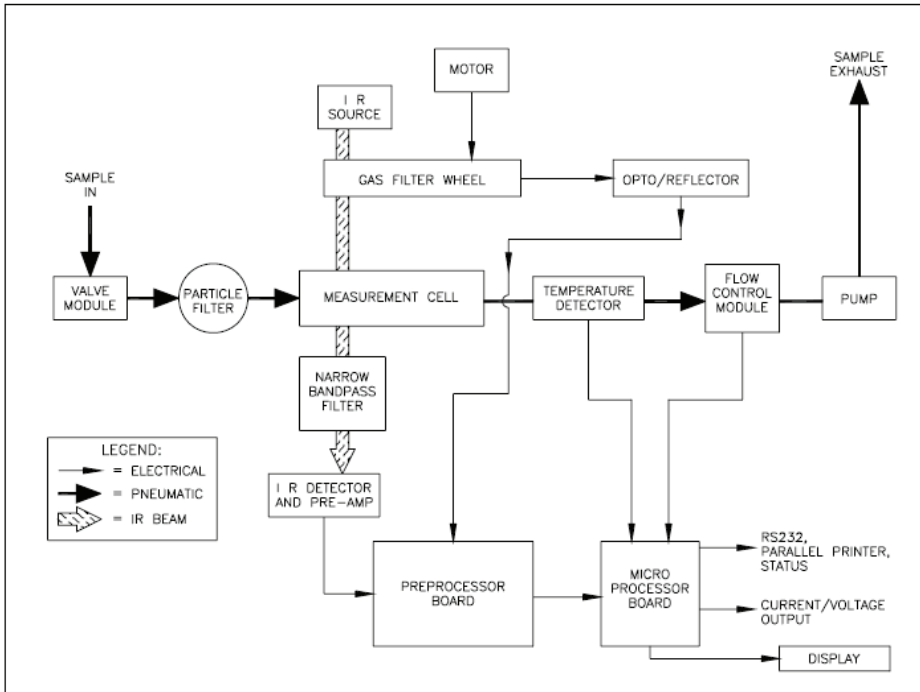 MOTOR
SAMPLE
EXHAUST
I R
SOURCE
GAS FILTER WHEEL
OPTO/REFLECTOR
SAMPLE
IN
VALVE
MODULE
PARTICLE
FILTER
MEASUREMENT CELL
TEMPERATURE
DETECTOR
FLOW
CONTROL
MODULE
PUMP
NARROW
BANDPASS
FILTER
LEGEND:
= ELECTRICAL
= PNEUMATIC
= IR BEAM
I R DETECTOR
AND PRE-AMP
PREPROCESSOR
BOARD
MICRO
PROCESSOR
BOARD
RS232,
PARALLEL PRINTER,
STATUS
CURRENT/VOLTAGE
OUTPUT
DISPLAY